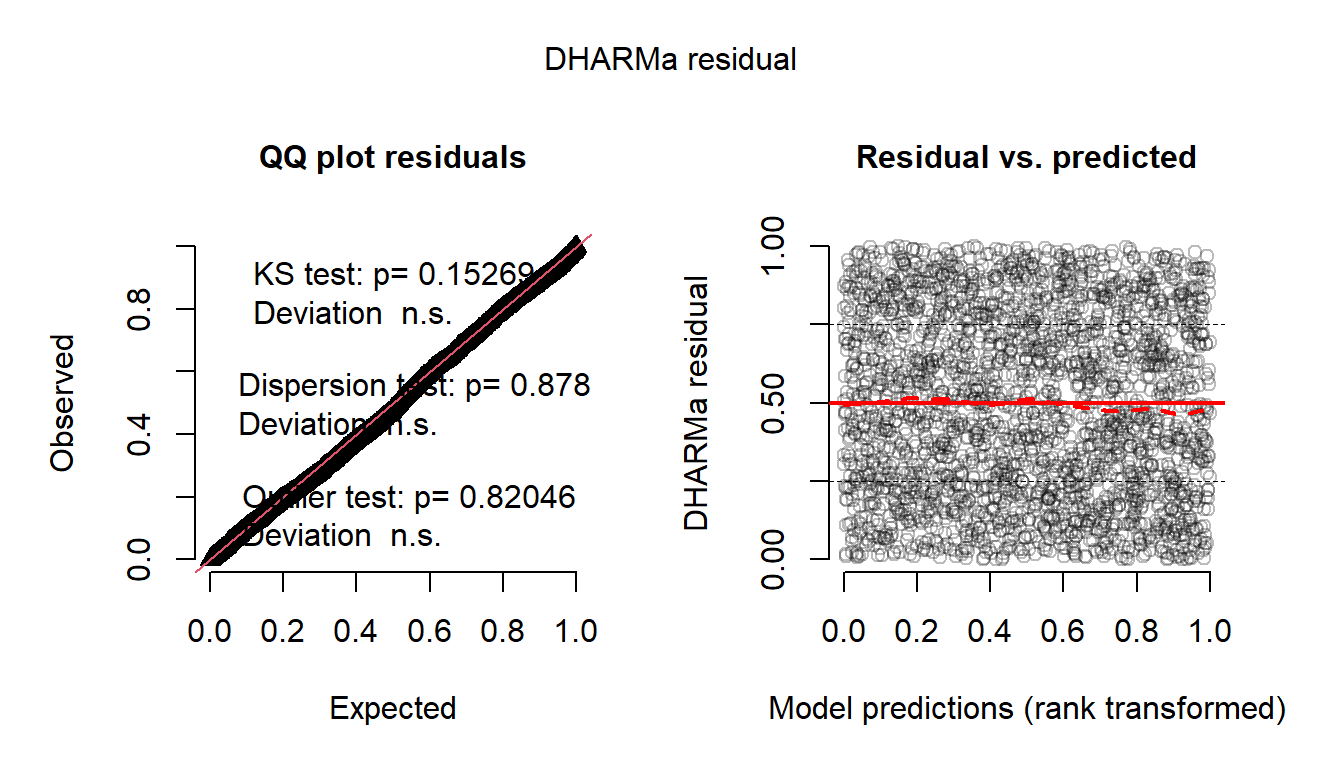 DHARMa residual
QQ plot residuals
KS test: p= 0.15269
Deviation  n.s.
Dispersion test: p= 0.878
Deviation  n.s.
Outlier test: p= 0.82046
Deviation  n.s.
Observed
0.0
0.4
0.8
0.0 0.2 0.4 0.6 0.8 1.0
Expected
Residual vs. predicted
DHARMa residual
0.00
0.50
1.00
0.0 0.2 0.4 0.6 0.8 1.0
Model predictions (rank transformed)